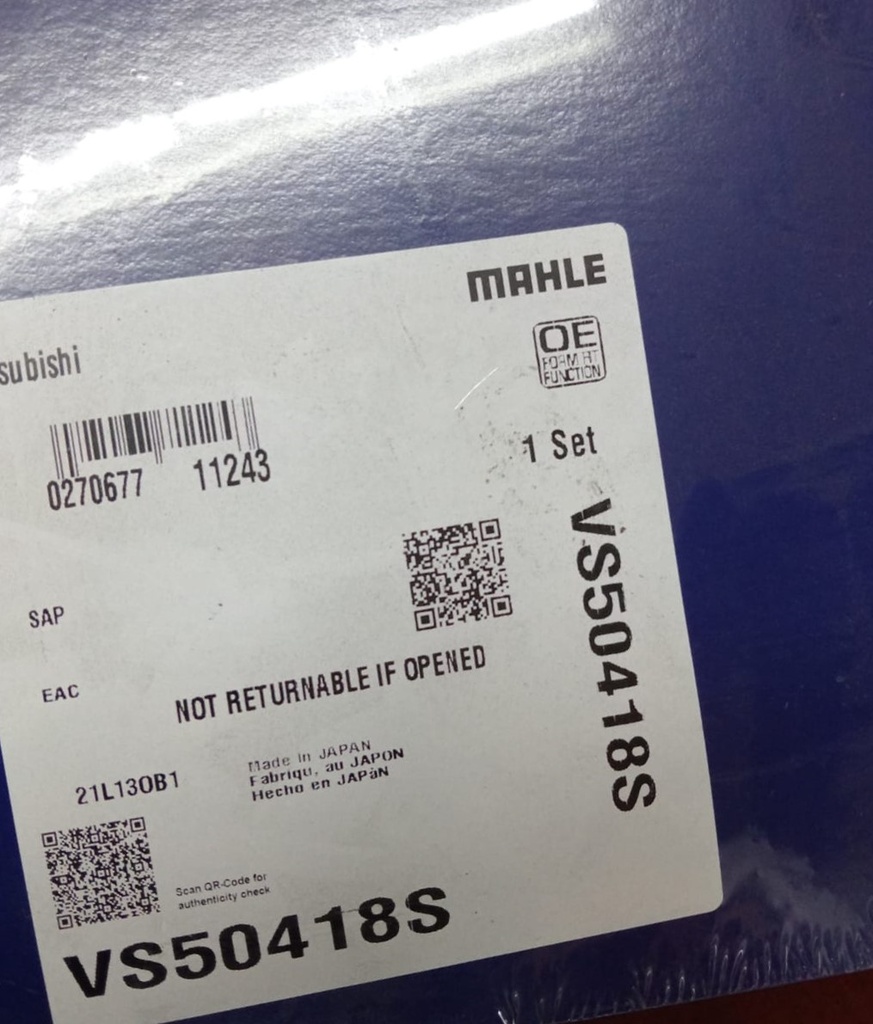 MAHLE
subishi
OE
FORM FIT
FUNCTION
1 Set
0270677 11243
VS50418S
SAP
EAC
NOT RETURNABLE IF OPENED
21L130B1
Made in JAPAN
Fabriqu, au JAPON
Hecho en JAPàN
Scan QR-Code for
authenticity check
VS50418S